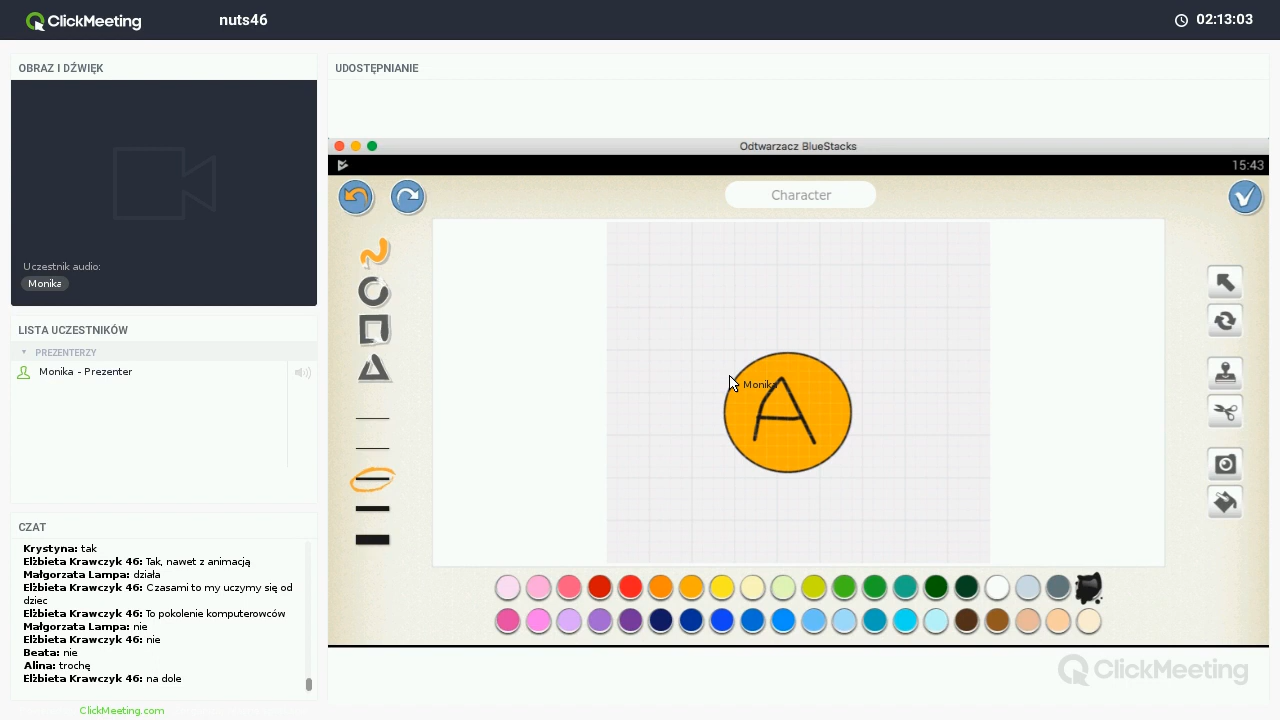 ClickMeeting
nuts46
02:13:03
OBRAZ I DŹWIĘK
Uczestnik audio:
Monika
LISTA UCZESTNIKÓW
PREZENTERZY
Monika - Prezenter
CZAT
Krystyna: tak
Elżbieta Krawczyk 46: Tak, nawet z animacją
Małgorzata Lampa: działa
Elżbieta Krawczyk 46: Czasami to my uczymy się od
dziec
Elżbieta Krawczyk 46: To pokolenie komputerowców
Małgorzata Lampa: nie
Elżbieta Krawczyk 46: nie
Beata: nie
Alina: trochę
Elżbieta Krawczyk 46: na dole
ClickMeeting.com
UDOSTĘPNIANIE
Odtwarzacz BlueStacks
15:43
Character
Monika
A
ClickMeeting